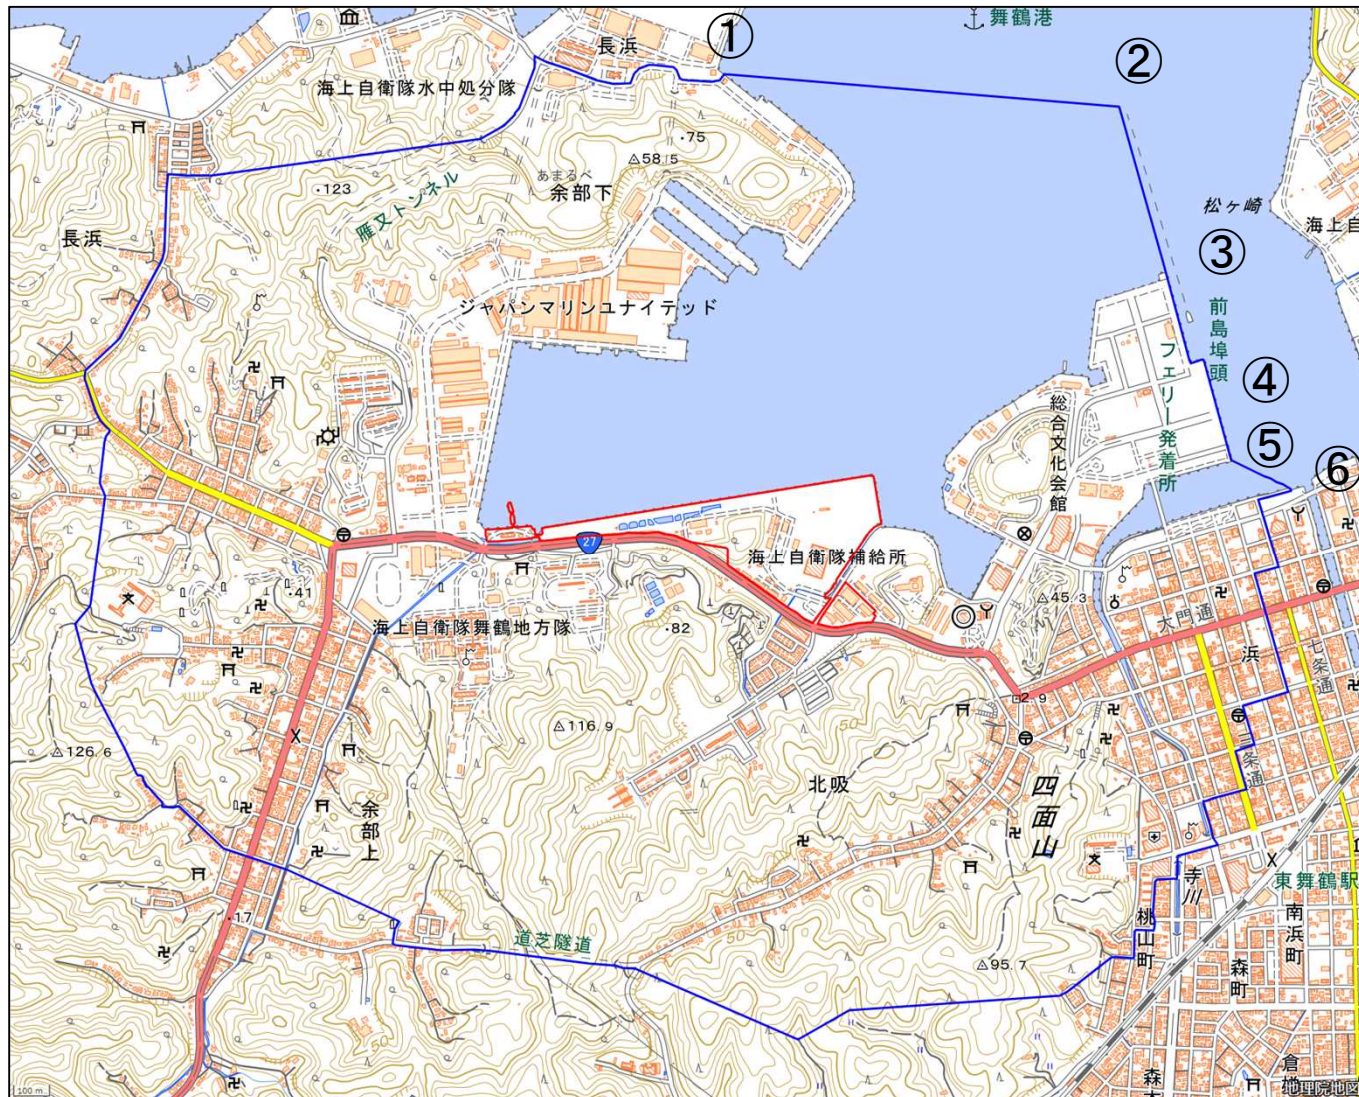 ①
長浜
舞鶴港
②
海上自衛隊水中処分隊
・75
△58.5
・123
あまるべ
余部下
雁又トンネル
長浜
松ヶ崎
海上自
③
ジャパンマリンユナイテッド
前島埠頭
フェリー発着所
④
総合文化会館
⑤
⑥
27
海上自衛隊補給所
・41
海上自衛隊舞鶴地方隊
・82
△45.3
大門通
浜
七条通
三条通
2.9
△126.6
△116.9
50
北吸
四面山
余部上
東舞鶴駅
寺川
・17
道芝隧道
50
△95.7
桃山町
南浜町
森町
50
森本
倉梯
100 m
地理院地図